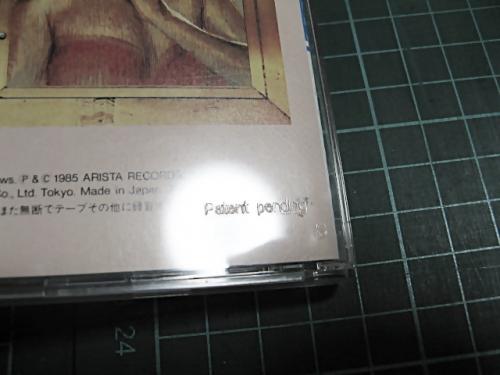 ws. Ⓟ & © 1985 ARISTA RECORDS
Co., Ltd. Tokyo. Made in Japan
また無断でテープその他に録音
Patent pending
24